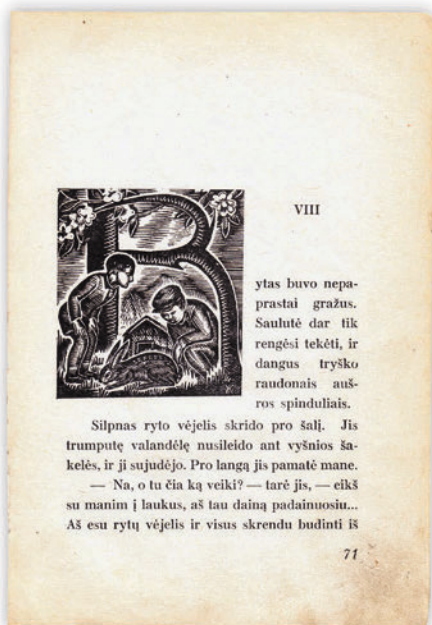 VIII
R
ytas buvo nepa-
prastai gražus.
Saulutė dar tik
rengėsi tekėti, ir
dangus tryško
raudonais auš-
ros spinduliais.
Silpnas ryto vėjelis skrido pro šalį. Jis
trumputę valandėlę nusileido ant vyšnios ša-
kelės, ir ji sujudėjo. Pro langą jis pamatė mane.
— Na, o tu čia ką veiki? — tarė jis, — eikš
su manim į laukus, aš tau dainą padainuosiu...
Aš esu rytų vėjelis ir visus skrendu budinti iš
71